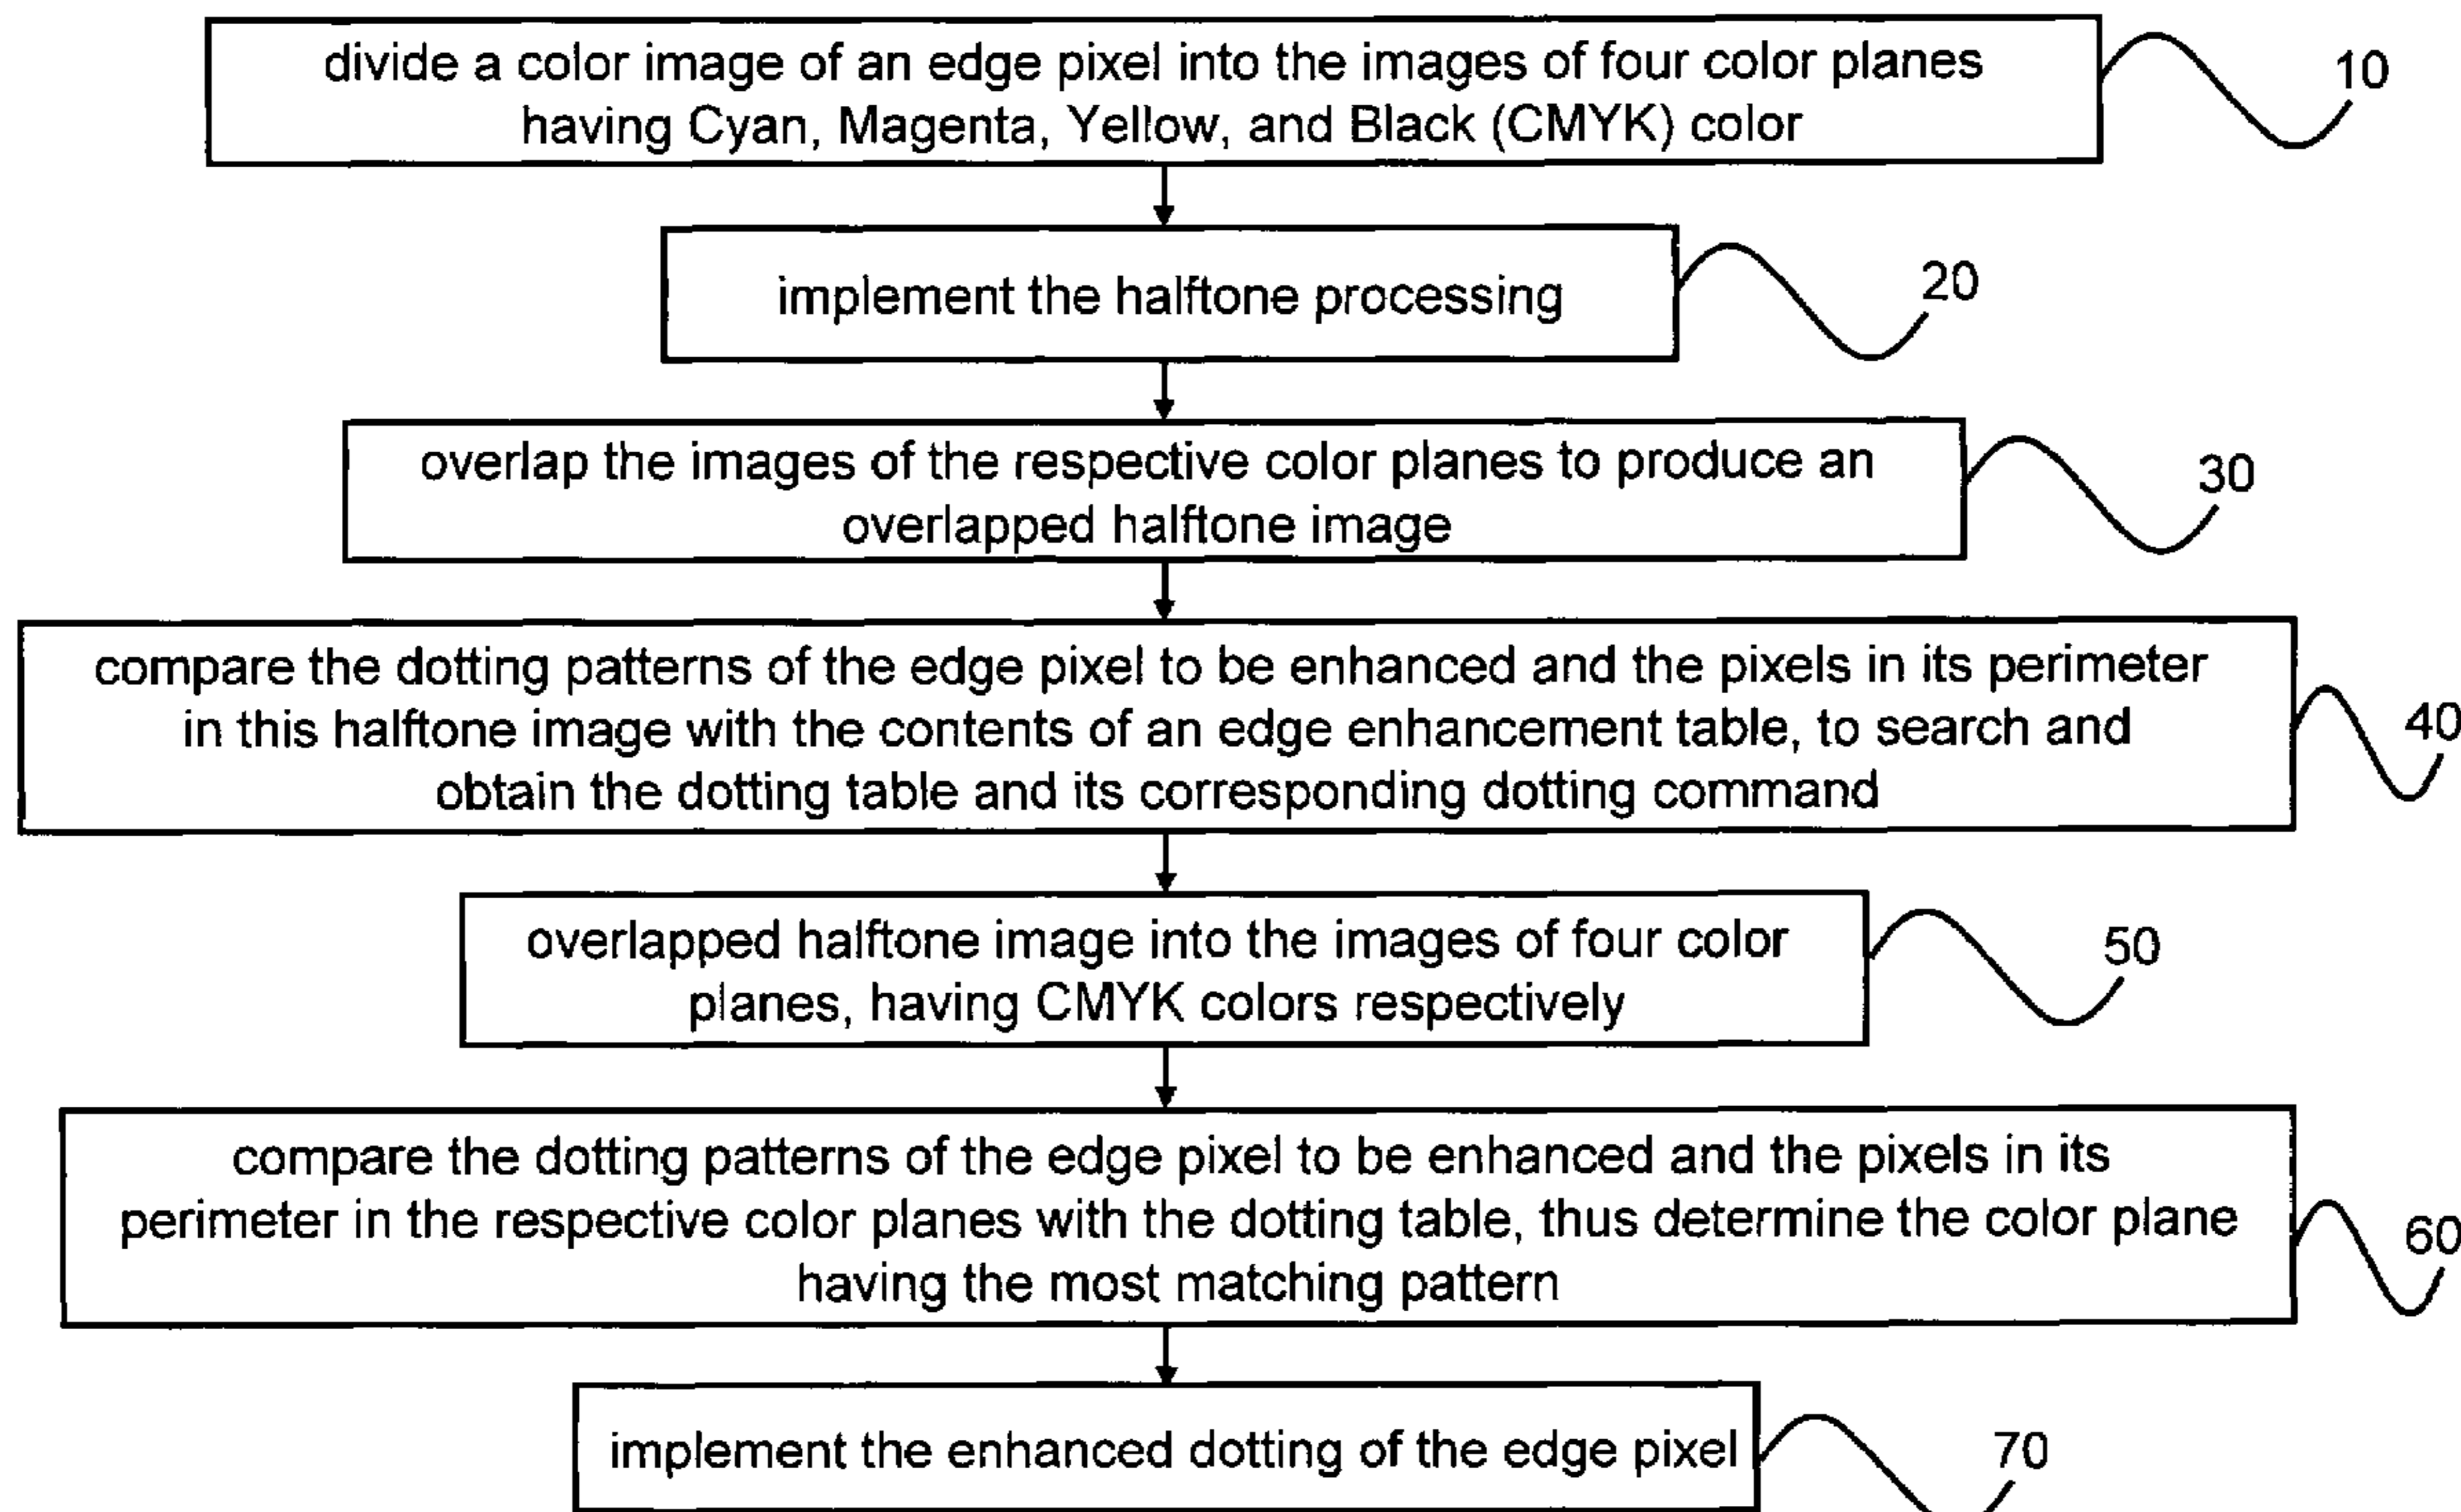 divide a color image of an edge pixel into the images of four color planes
having Cyan, Magenta, Yellow, and Black (CMYK) color
10
implement the halftone processing
20
overlap the images of the respective color planes to produce an
overlapped halftone image
30
compare the dotting patterns of the edge pixel to be enhanced and the pixels in its perimeter
in this halftone image with the contents of an edge enhancement table, to search and
obtain the dotting table and its corresponding dotting command
40
overlapped halftone image into the images of four color
planes, having CMYK colors respectively
50
compare the dotting patterns of the edge pixel to be enhanced and the pixels in its
perimeter in the respective color planes with the dotting table, thus determine the color plane
having the most matching pattern
60
implement the enhanced dotting of the edge pixel
70